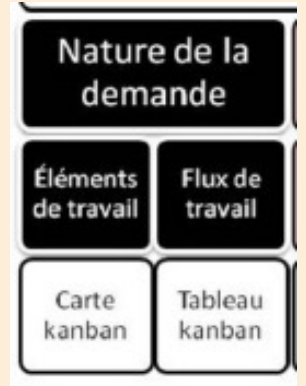 Nature de la
demande
Éléments
de travail
Flux de
travail
Carte
kanban
Tableau
kanban